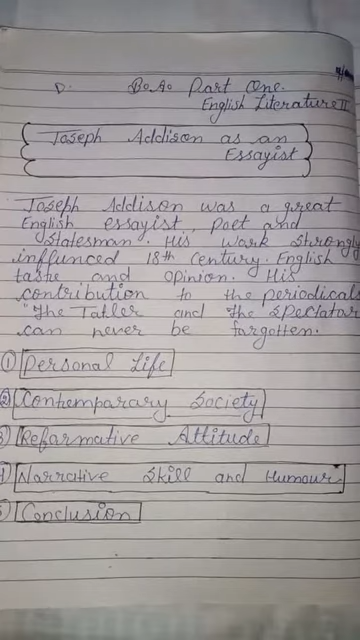 B.A. Part One.
English Literature II
Joseph Addison as an
Essayist
Joseph Addison was a great
English essayist, Poet and
Statesman. His work strongly
inffunced 18th Century. English
taste and opinion. His
contribution to the periodicals
"The Tatler and the Spectator
can never be forgotten.
① Personal Life
② Contemparary Society
3) Reformative Attitude
4) Narrative Skill and Humour
5) Conclusion